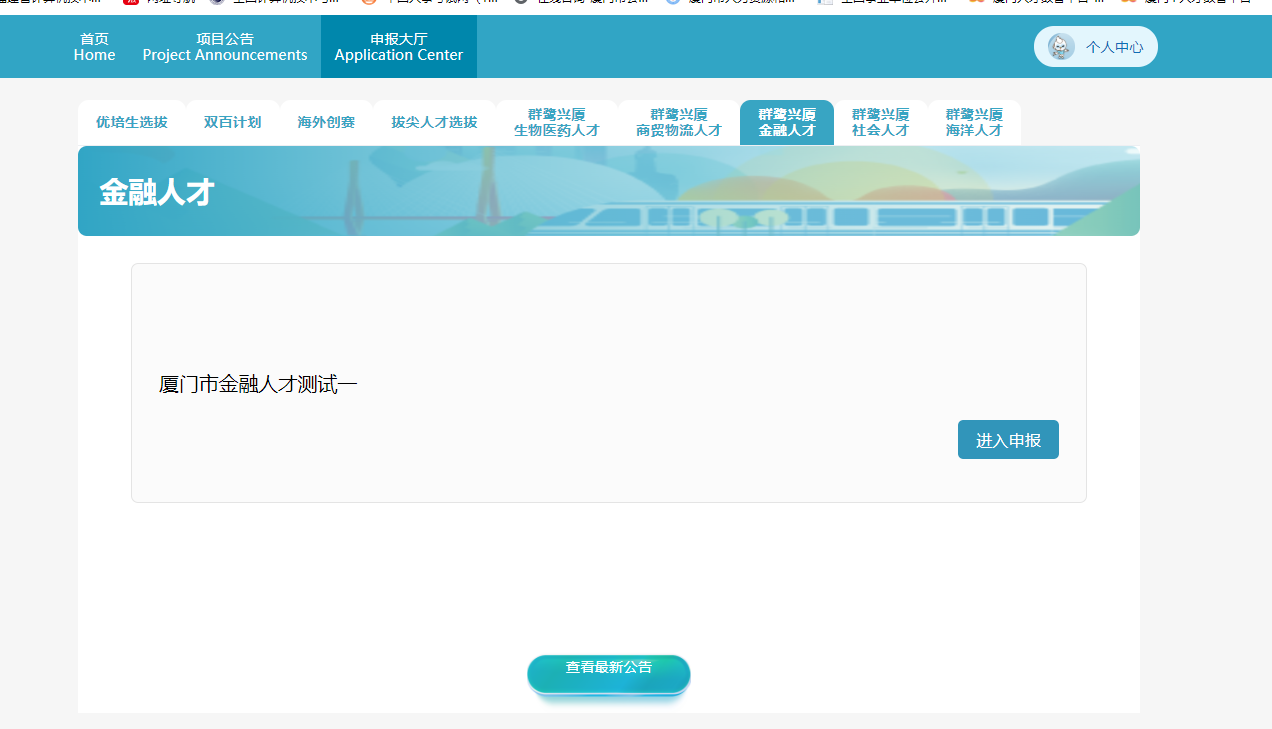 首页
Home
项目公告
Project Announcements
申报大厅
Application Center
个人中心
优培生选拔
双百计划
海外创赛
拔尖人才选拔
群鹭兴厦
生物医药人才
群鹭兴厦
商贸物流人才
群鹭兴厦
金融人才
群鹭兴厦
社会人才
群鹭兴厦
海洋人才
金融人才
厦门市金融人才测试一
进入申报
查看最新公告